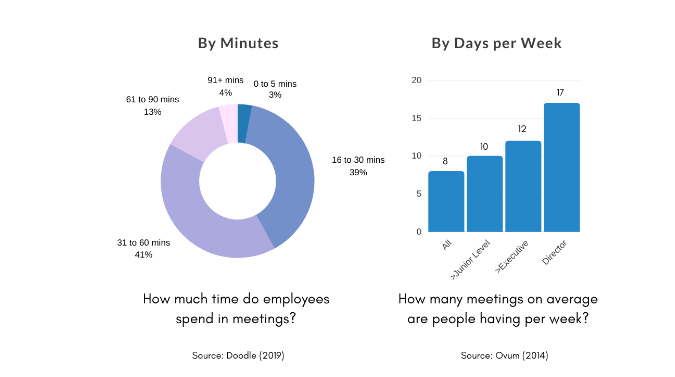 By Minutes
91+ mins
4%
0 to 5 mins
3%
61 to 90 mins
13%
16 to 30 mins
39%
31 to 60 mins
41%
How much time do employees
spend in meetings?
Source: Doodle (2019)
By Days per Week
20
15
10
5
0
8
10
12
17
All
>Junior Level
>Executive
Director
How many meetings on average
are people having per week?
Source: Ovum (2014)